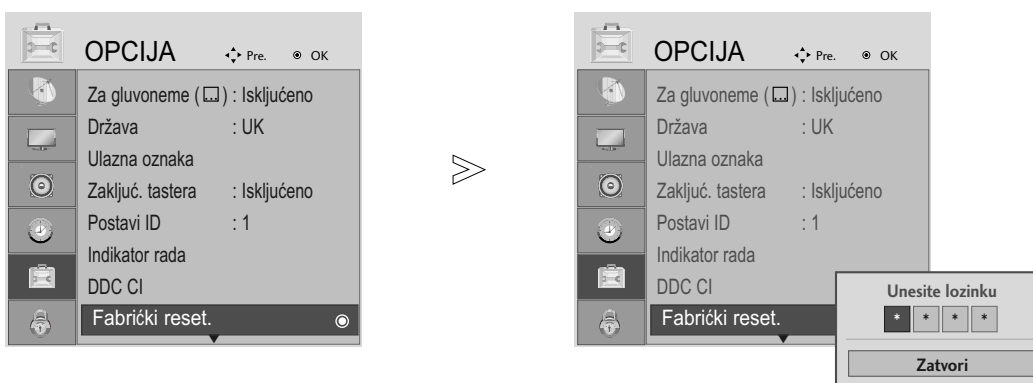 OPCIJA Pre. OK
Za gluvoneme ( ) : Isključeno
Država : UK
Ulazna oznaka
Zaključ. tastera : Isključeno
Postavi ID : 1
Indikator rada
DDC CI
Fabrićki reset.
OPCIJA Pre. OK
Za gluvoneme ( ) : Isključeno
Država : UK
Ulazna oznaka
Zaključ. tastera : Isključeno
Postavi ID : 1
Indikator rada
DDC CI
Fabrićki reset.
Unesite lozinku
* * * *
Zatvori